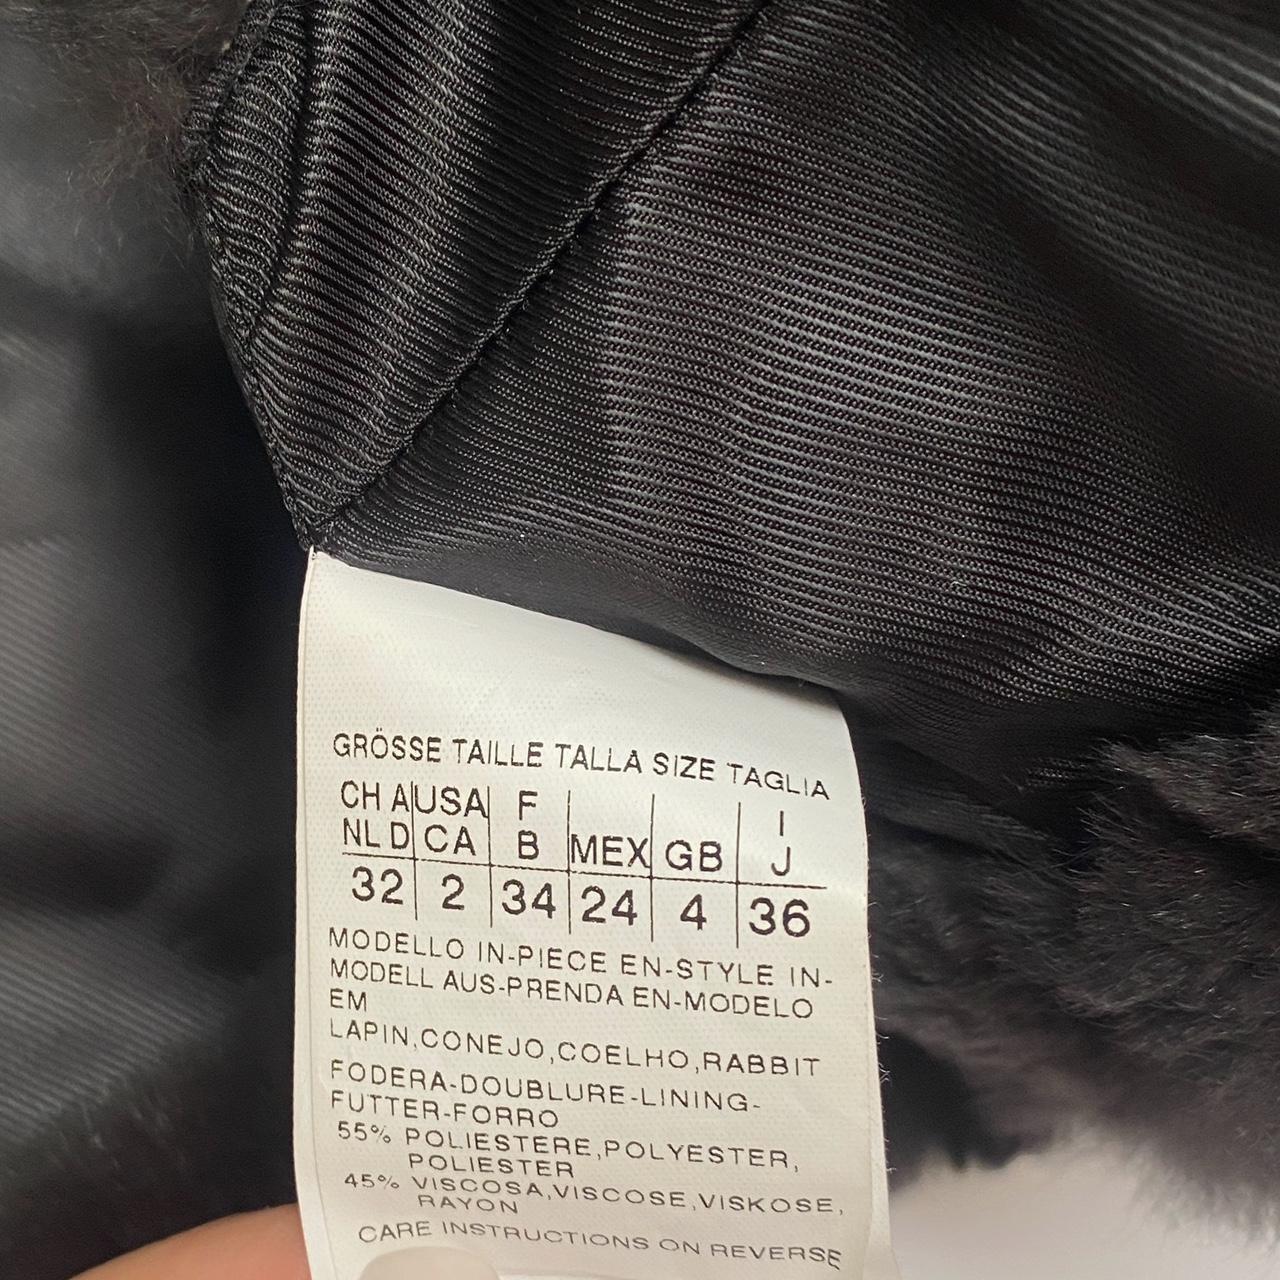 GRÖSSE TAILLE TALLA SIZE TAGLIA
CH A USA F I
NL D CA B MEX GB J
32 2 34 24 4 36
MODELLO IN-PIECE EN-STYLE IN-
MODELL AUS-PRENDA EN-MODELO
EM
LAPIN,CONEJO,COELHO,RABBIT
FODERA-DOUBLURE-LINING-
FUTTER-FORRO
55% POLIESTERE,POLYESTER,
POLIESTER
45% VISCOSA,VISCOSE,VISKOSE,
RAYON
CARE INSTRUCTIONS ON REVERSE